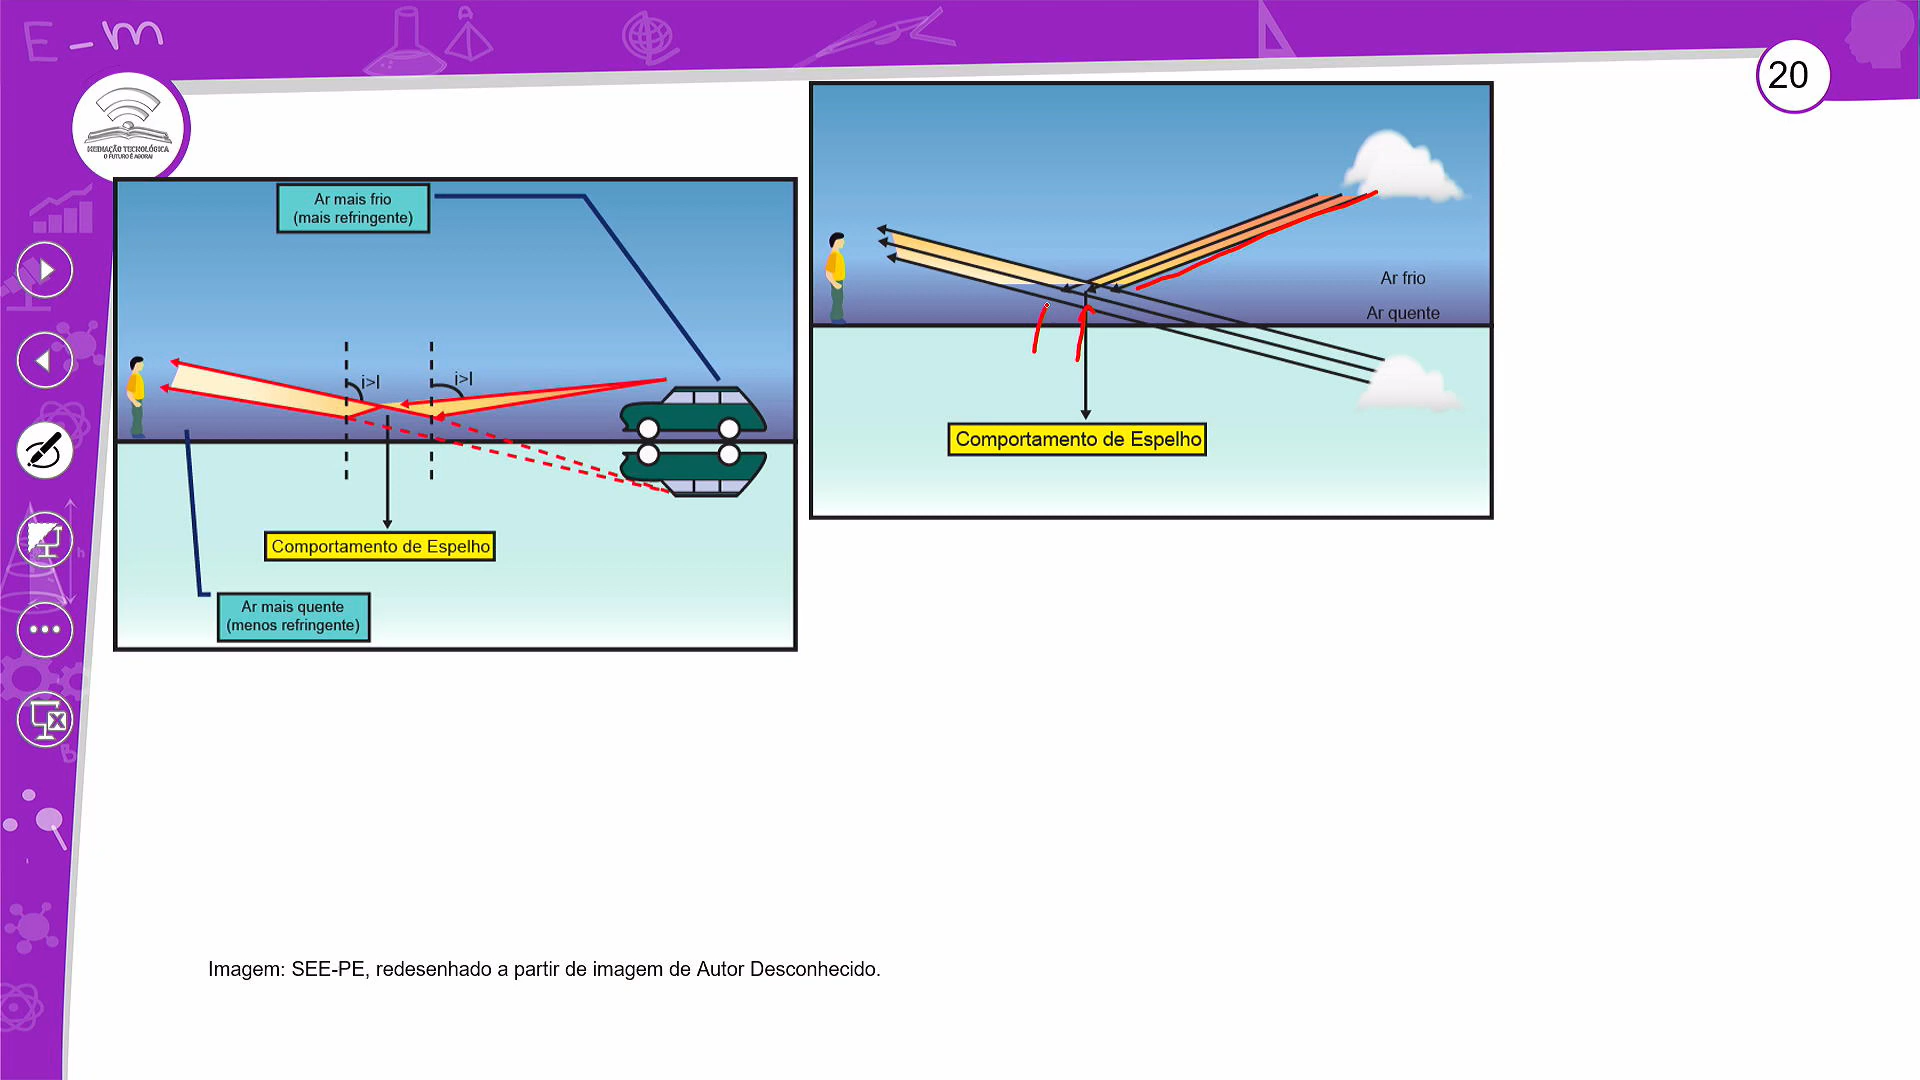 E-m
20
MEDIAÇÃO TECNOLÓGICA
O FUTURO É AGORA!
Ar mais frio
(mais refringente)
i>l
i>l
Comportamento de Espelho
Ar mais quente
(menos refringente)
Ar frio
Ar quente
Comportamento de Espelho
h
B
Imagem: SEE-PE, redesenhado a partir de imagem de Autor Desconhecido.